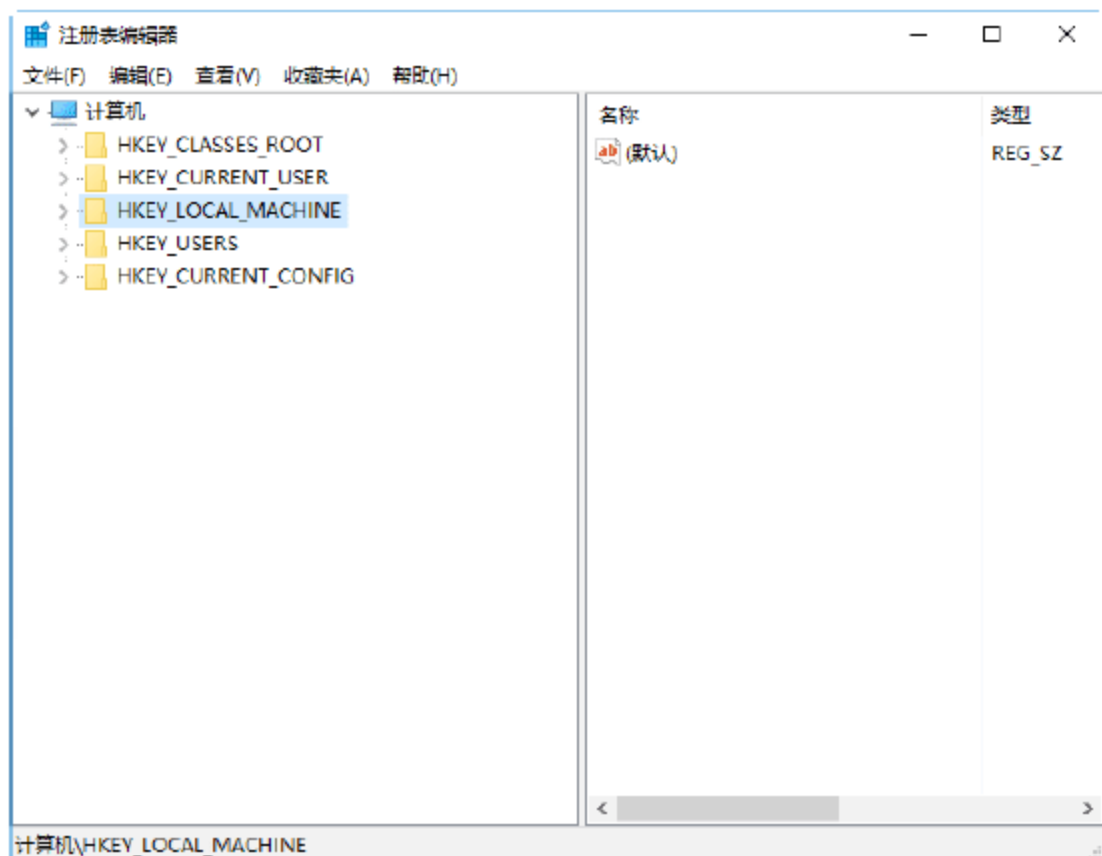 注册表编辑器
文件(F) 编辑(E) 查看(V) 收藏夹(A) 帮助(H)
计算机
HKEY_CLASSES_ROOT
HKEY_CURRENT_USER
HKEY_LOCAL_MACHINE
HKEY_USERS
HKEY_CURRENT_CONFIG
名称 类型
ab (默认) REG_SZ
计算机\HKEY_LOCAL_MACHINE